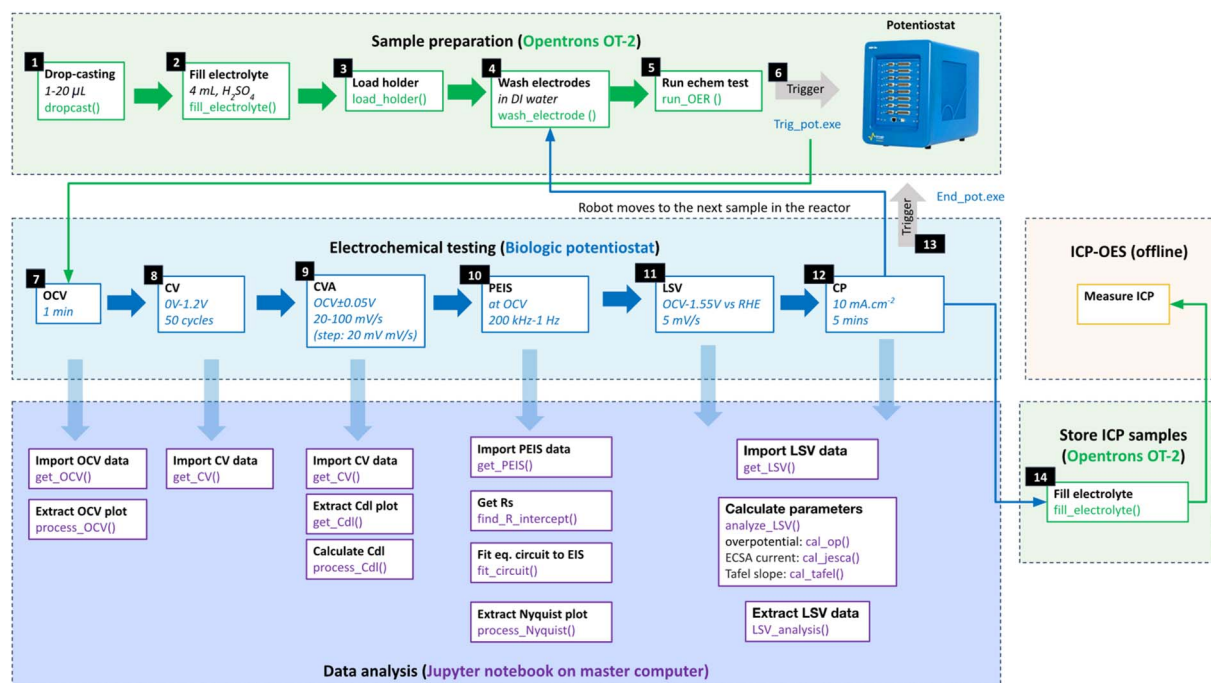 Sample preparation (Opentrons OT-2)
Potentiostat
1
Drop-casting
1-20 μL
dropcast()
2
Fill electrolyte
4 mL, H₂SO₄
fill_electrolyte()
3
Load holder
load_holder()
4
Wash electrodes
in DI water
wash_electrode ()
5
Run echem test
run_OER ()
6
Trigger
Trig_pot.exe
Robot moves to the next sample in the reactor
Trigger
End_pot.exe
13
Electrochemical testing (Biologic potentiostat)
7
OCV
1 min
8
CV
0V-1.2V
50 cycles
9
CVA
OCV±0.05V
20-100 mV/s
(step: 20 mV mV/s)
10
PEIS
at OCV
200 kHz-1 Hz
11
LSV
OCV-1.55V vs RHE
5 mV/s
12
CP
10 mA.cm⁻²
5 mins
ICP-OES (offline)
Measure ICP
Import OCV data
get_OCV()
Extract OCV plot
process_OCV()
Import CV data
get_CV()
Import CV data
get_CV()
Extract Cdl plot
get_Cdl()
Calculate Cdl
process_Cdl()
Import PEIS data
get_PEIS()
Get Rs
find_R_intercept()
Fit eq. circuit to EIS
fit_circuit()
Extract Nyquist plot
process_Nyquist()
Import LSV data
get_LSV()
Calculate parameters
analyze_LSV()
overpotential: cal_op()
ECSA current: cal_jesca()
Tafel slope: cal_tafel()
Extract LSV data
LSV_analysis()
Store ICP samples
(Opentrons OT-2)
14
Fill electrolyte
fill_electrolyte()
Data analysis (Jupyter notebook on master computer)